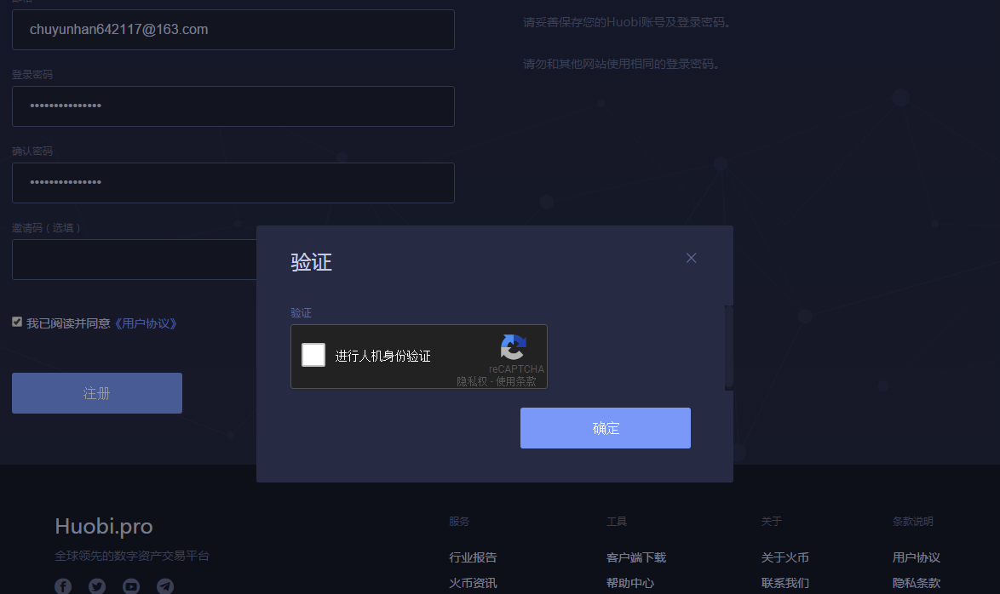 chuyunhan642117@163.com
请妥善保存您的Huobi账号及登录密码。
请勿和其他网站使用相同的登录密码。
登录密码
•••••••••••••••
确认密码
•••••••••••••••
邀请码（选填）
我已阅读并同意《用户协议》
注册
验证
验证
进行人机身份验证
reCAPTCHA
隐私权 - 使用条款
确定
Huobi.pro
全球领先的数字资产交易平台
服务
行业报告
火币资讯
工具
客户端下载
帮助中心
关于
关于火币
联系我们
条款说明
用户协议
隐私条款